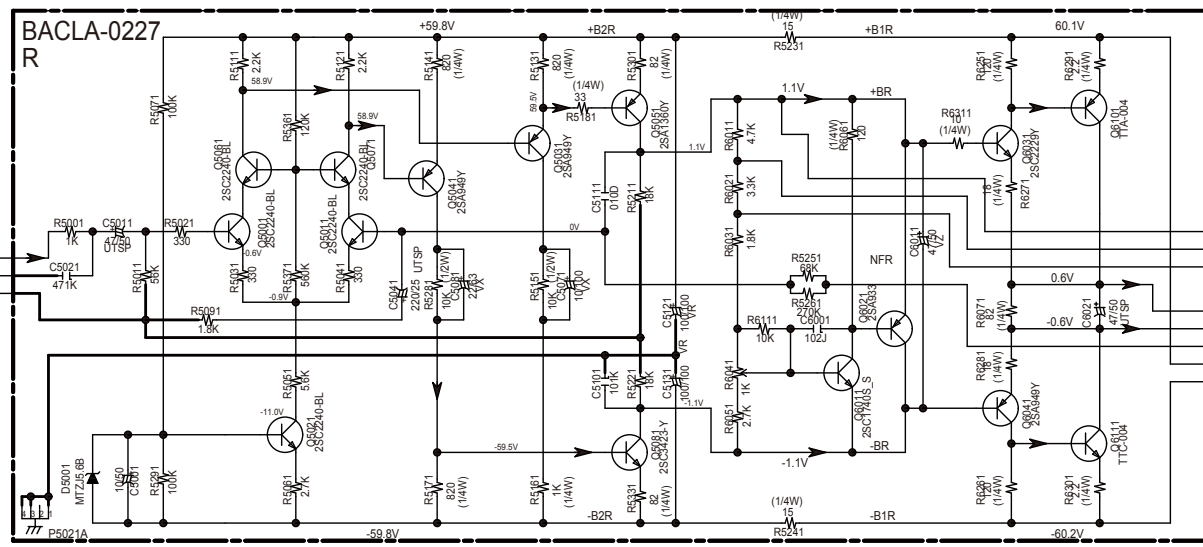 BACLA-0227
R
+59.8V
+B2R
(1/4W)
15
R5231
+B1R
60.1V
R5071
100K
R5111
2.2K
58.9V
R5121
2.2K
R5141
820
(1/4W)
R5131
820
(1/4W)
R5301
82
(1/4W)
R5361
120K
58.9V
59.5V
(1/4W)
33
R5181
Q5051
2SA1360Y
1.1V
1.1V
+BR
R6251
120
(1/4W)
R6291
2.2
(1/4W)
Q6101
TTA-004
R6311
10
(1/4W)
Q6031
2SC2229Y
R6271
18
(1/4W)
R6011
4.7K
R6061
120
(1/4W)
R6021
3.3K
R6031
1.8K
Q5061
2SC2240-BL
Q5071
2SC2240-BL
Q5041
2SA949Y
Q5031
2SA949Y
C5111
010D
R5211
18K
R5001
1K
C5011
47/50
UTSP
R5021
330
Q5001
2SC2240-BL
Q5011
2SC2240-BL
0V
C5021
471K
R5011
56K
-0.6V
R5031
330
R5371
560K
R5041
330
-0.9V
C5041
220/25 UTSP
R5281
10K (1/2W)
C5081
22/63
VX
R5151
10K (1/2W)
C5071
10/100
VX
R5091
1.8K
R5251
68K
R5261
270K
NFR
C6011
VZ
Q6021
2SA933
0.6V
R6071
82
(1/4W)
-0.6V
C6021
47/50
UTSP
C5121
100/100
VR
VR
C5131
100/100
R6111
10K
C6001
102J
R6041
1K
R6051
2.7K
Q6011
2SC1740S_S
R6281
18
(1/4W)
Q6041
2SA949Y
Q6111
TTC-004
R5051
5.6K
C5101
101K
R5221
18K
-1.1V
-11.0V
Q5021
2SC2240-BL
-59.5V
Q5081
2SC3423-Y
-1.1V
-BR
D5001
MTZJ5.6B
10/50
C5001
R5291
100K
R5061
2.7K
R5171
820
(1/4W)
R5161
1K
(1/4W)
R5331
82
(1/4W)
R6261
120
(1/4W)
R6301
2.2
(1/4W)
4 3 2 1
P5021A
-59.8V
-B2R
(1/4W)
15
R5241
-B1R
-60.2V